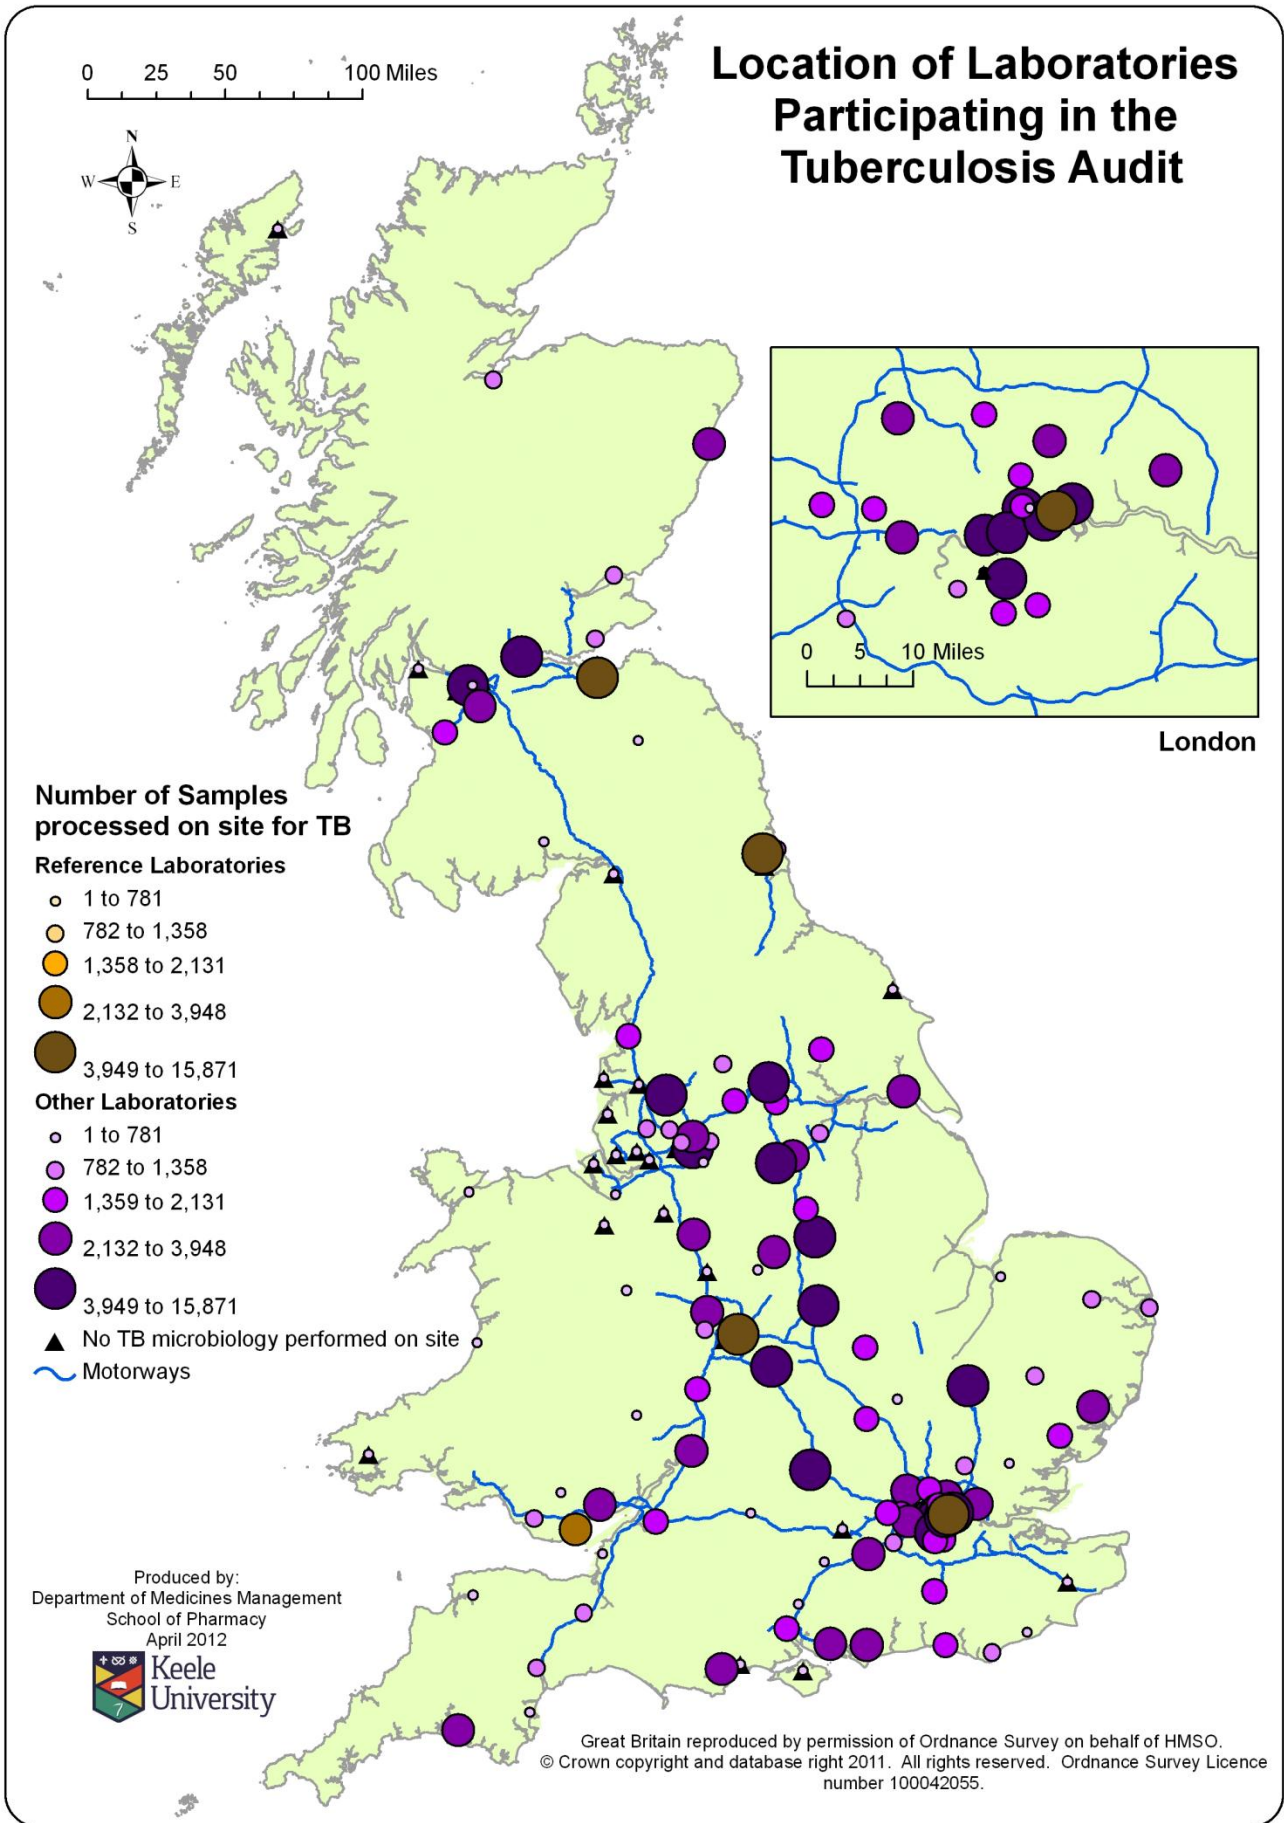 Location of Laboratories
Participating in the
Tuberculosis Audit
0 25 50 100 Miles
N
W E
S
0 5 10 Miles
London
Number of Samples
processed on site for TB
Reference Laboratories
1 to 781
782 to 1,358
1,358 to 2,131
2,132 to 3,948
3,949 to 15,871
Other Laboratories
1 to 781
782 to 1,358
1,359 to 2,131
2,132 to 3,948
3,949 to 15,871
No TB microbiology performed on site
Motorways
Produced by:
Department of Medicines Management
School of Pharmacy
April 2012
Keele
University
Great Britain reproduced by permission of Ordnance Survey on behalf of HMSO.
© Crown copyright and database right 2011. All rights reserved. Ordnance Survey Licence
number 100042055.